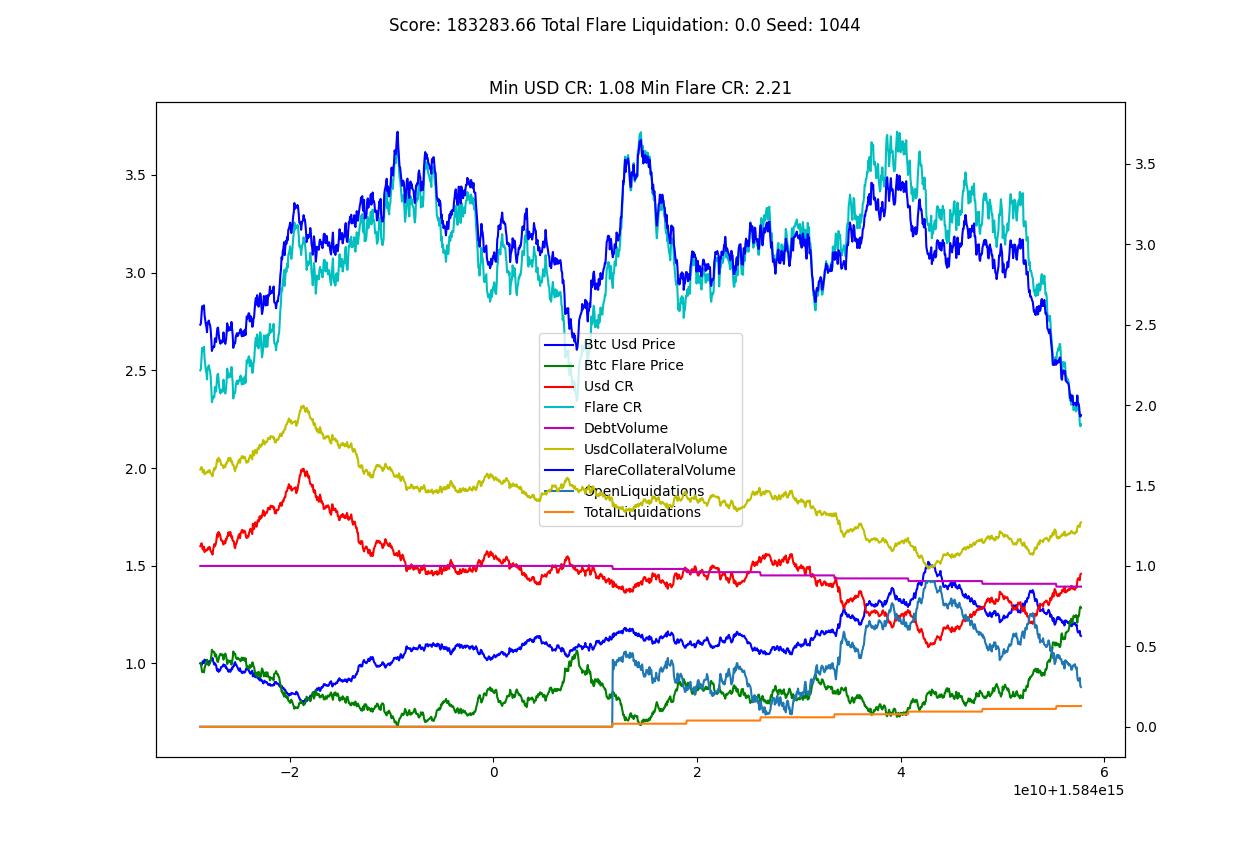 Score: 183283.66 Total Flare Liquidation: 0.0 Seed: 1044
Min USD CR: 1.08 Min Flare CR: 2.21
3.5
3.0
2.5
2.0
1.5
1.0
3.5
3.0
2.5
2.0
1.5
1.0
0.5
0.0
Btc Usd Price
Btc Flare Price
Usd CR
Flare CR
DebtVolume
UsdCollateralVolume
FlareCollateralVolume
OpenLiquidations
TotalLiquidations
−2
0
2
4
6
1e10+1.584e15